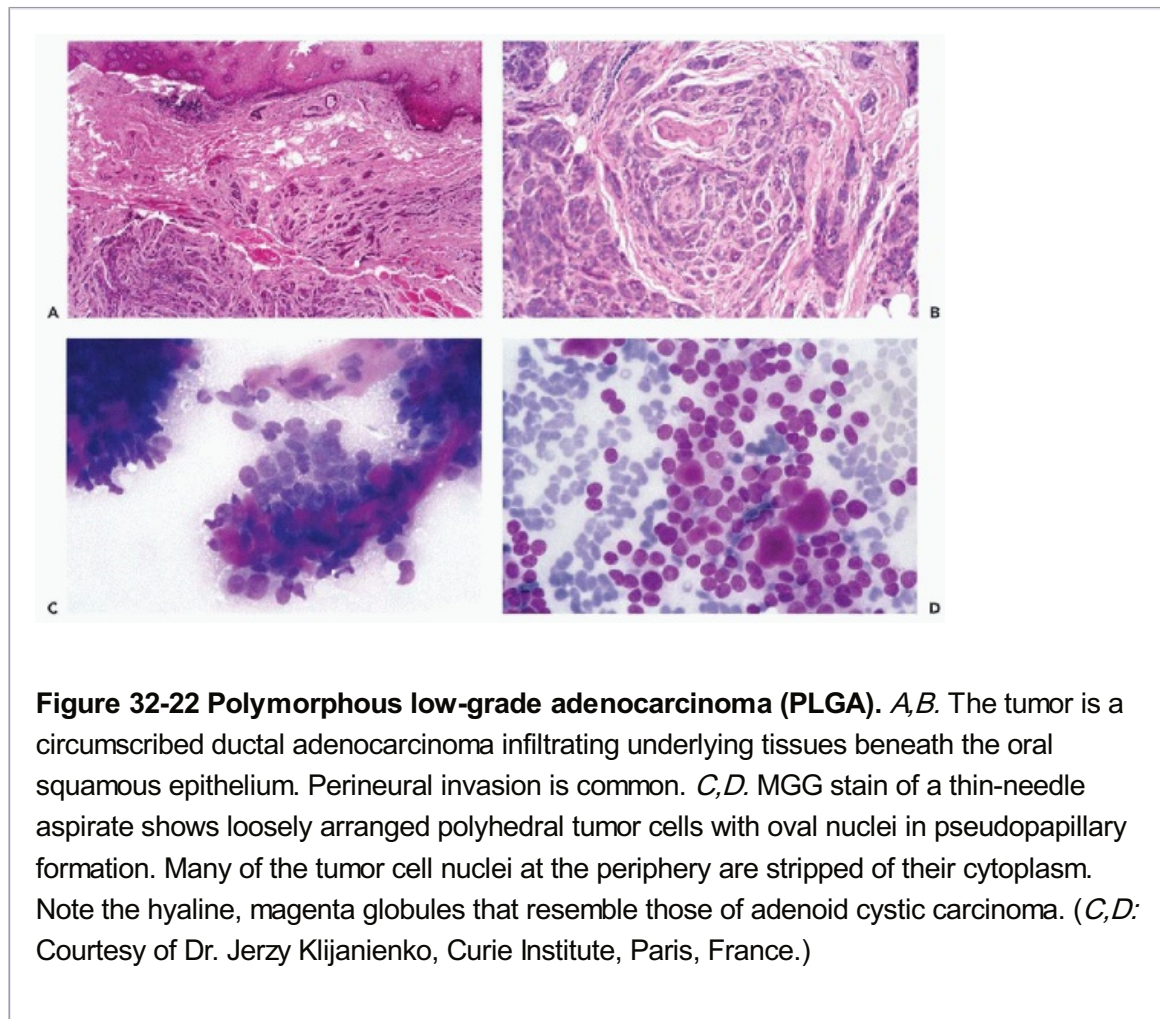 A
B
C
D
Figure 32-22 Polymorphous low-grade adenocarcinoma (PLGA). A,B. The tumor is a
circumscribed ductal adenocarcinoma infiltrating underlying tissues beneath the oral
squamous epithelium. Perineural invasion is common. C,D. MGG stain of a thin-needle
aspirate shows loosely arranged polyhedral tumor cells with oval nuclei in pseudopapillary
formation. Many of the tumor cell nuclei at the periphery are stripped of their cytoplasm.
Note the hyaline, magenta globules that resemble those of adenoid cystic carcinoma. (C,D:
Courtesy of Dr. Jerzy Klijanienko, Curie Institute, Paris, France.)